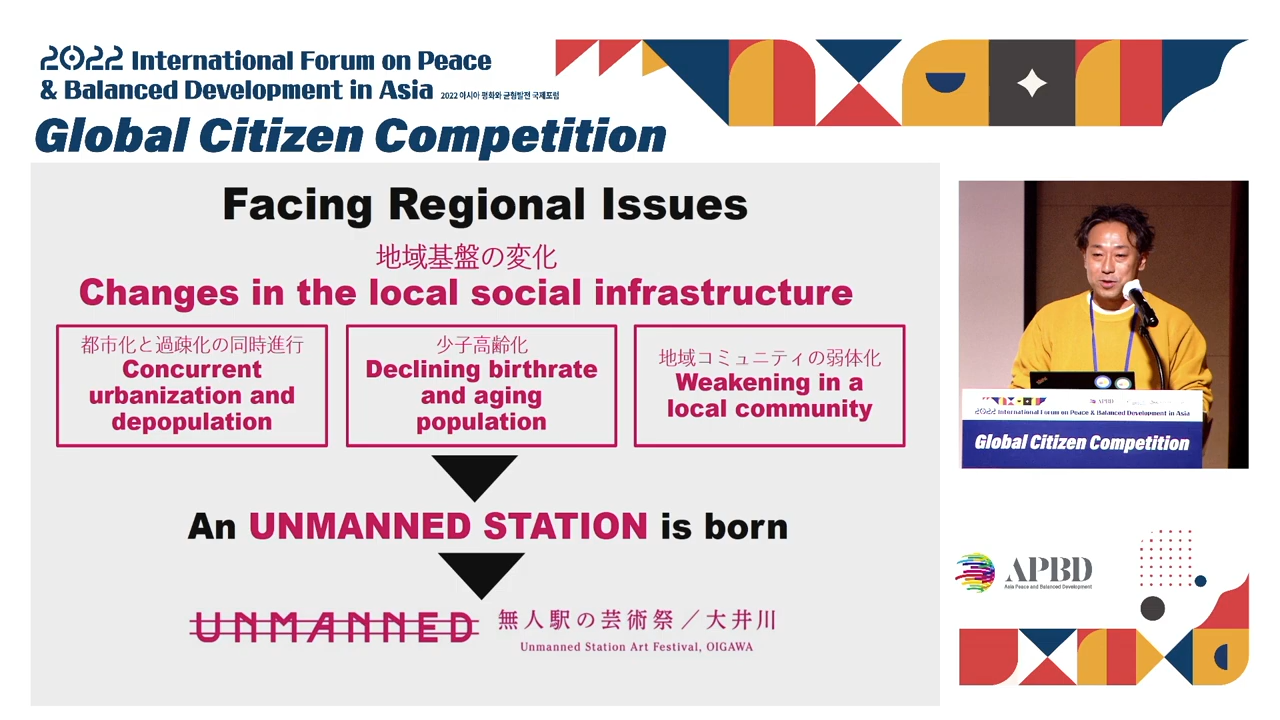 2022 International Forum on Peace
& Balanced Development in Asia 2022 아시아 평화와 균형발전 국제포럼
Global Citizen Competition
Facing Regional Issues
地域基盤の変化
Changes in the local social infrastructure
都市化と過疎化の同時進行
Concurrent
urbanization and
depopulation
少子高齢化
Declining birthrate
and aging
population
地域コミュニティの弱体化
Weakening in a
local community
An UNMANNED STATION is born
UNMANNED 無人駅の芸術祭／大井川
Unmanned Station Art Festival, OIGAWA
APBD
2022 International Forum on Peace & Balanced Development in Asia
Global Citizen Competition
APBD
Asia Peace and Balanced Development